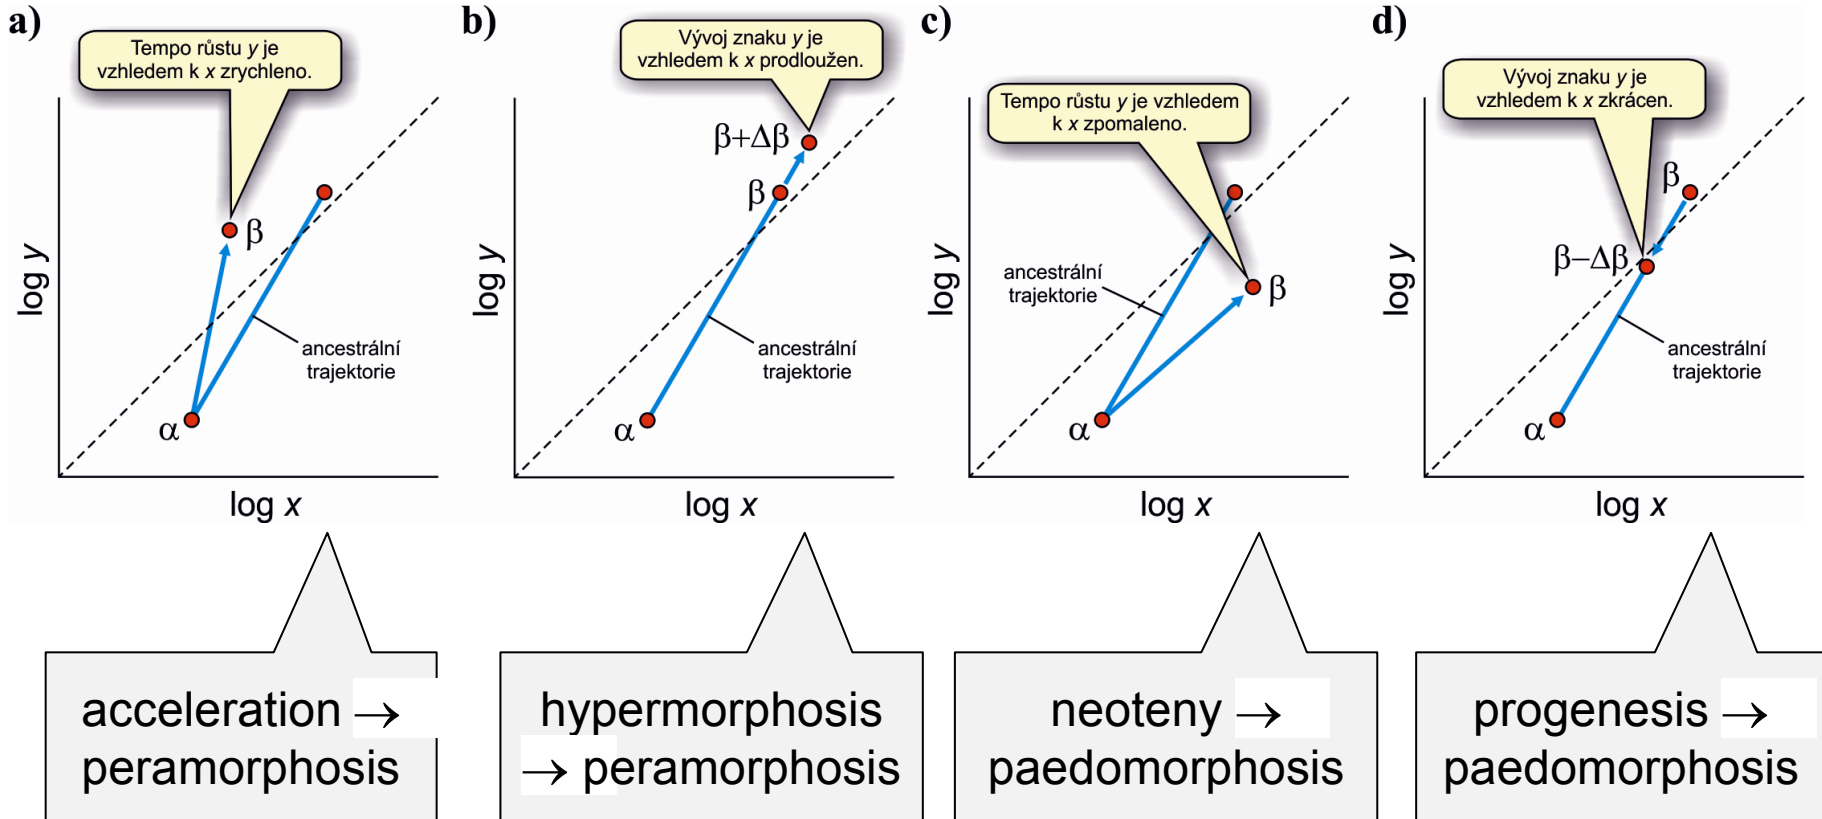 a)
Tempo růstu y je
vzhledem k x zrychleno.
β
α
ancestrální
trajektorie
log y
log x
acceleration →
peramorphosis
b)
Vývoj znaku y je
vzhledem k x prodloužen.
β+Δβ
β
α
ancestrální
trajektorie
log y
log x
hypermorphosis
→ peramorphosis
c)
Tempo růstu y je vzhledem
k x zpomaleno.
ancestrální
trajektorie
β
α
log y
log x
neoteny →
paedomorphosis
d)
Vývoj znaku y je
vzhledem k x zkrácen.
β
β−Δβ
α
ancestrální
trajektorie
log y
log x
progenesis →
paedomorphosis